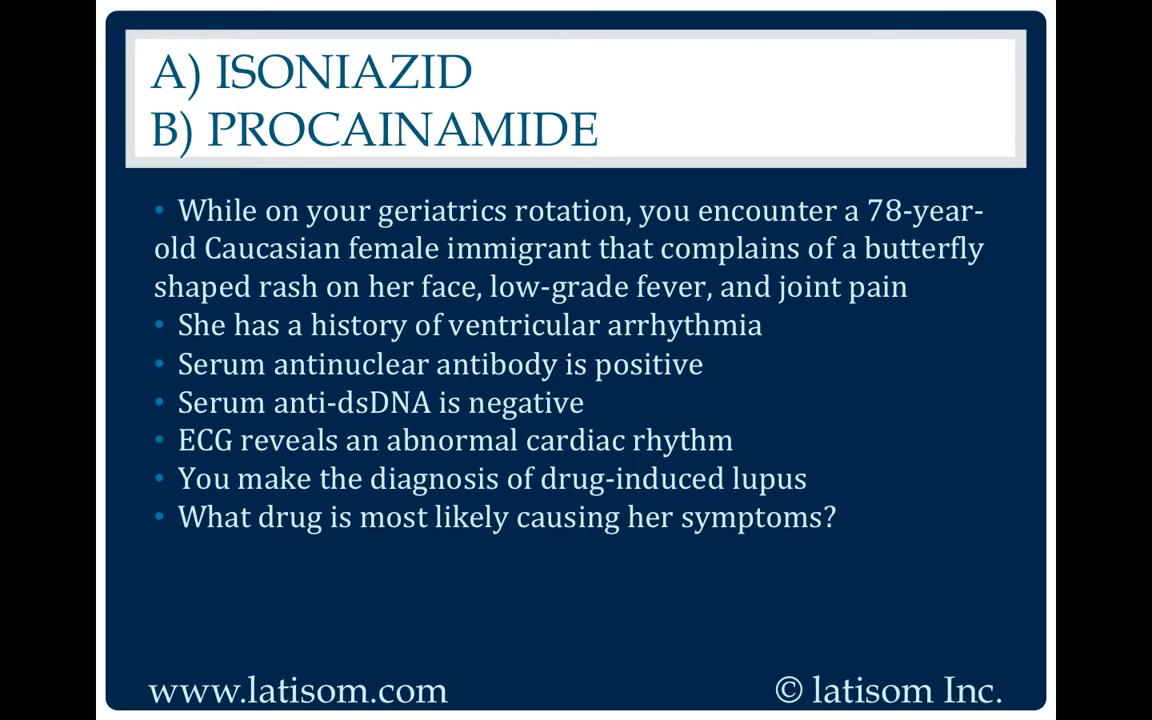 A) ISONIAZID
B) PROCAINAMIDE
• While on your geriatrics rotation, you encounter a 78-year-
old Caucasian female immigrant that complains of a butterfly
shaped rash on her face, low-grade fever, and joint pain
• She has a history of ventricular arrhythmia
• Serum antinuclear antibody is positive
• Serum anti-dsDNA is negative
• ECG reveals an abnormal cardiac rhythm
• You make the diagnosis of drug-induced lupus
• What drug is most likely causing her symptoms?
www.latisom.com
© latisom Inc.